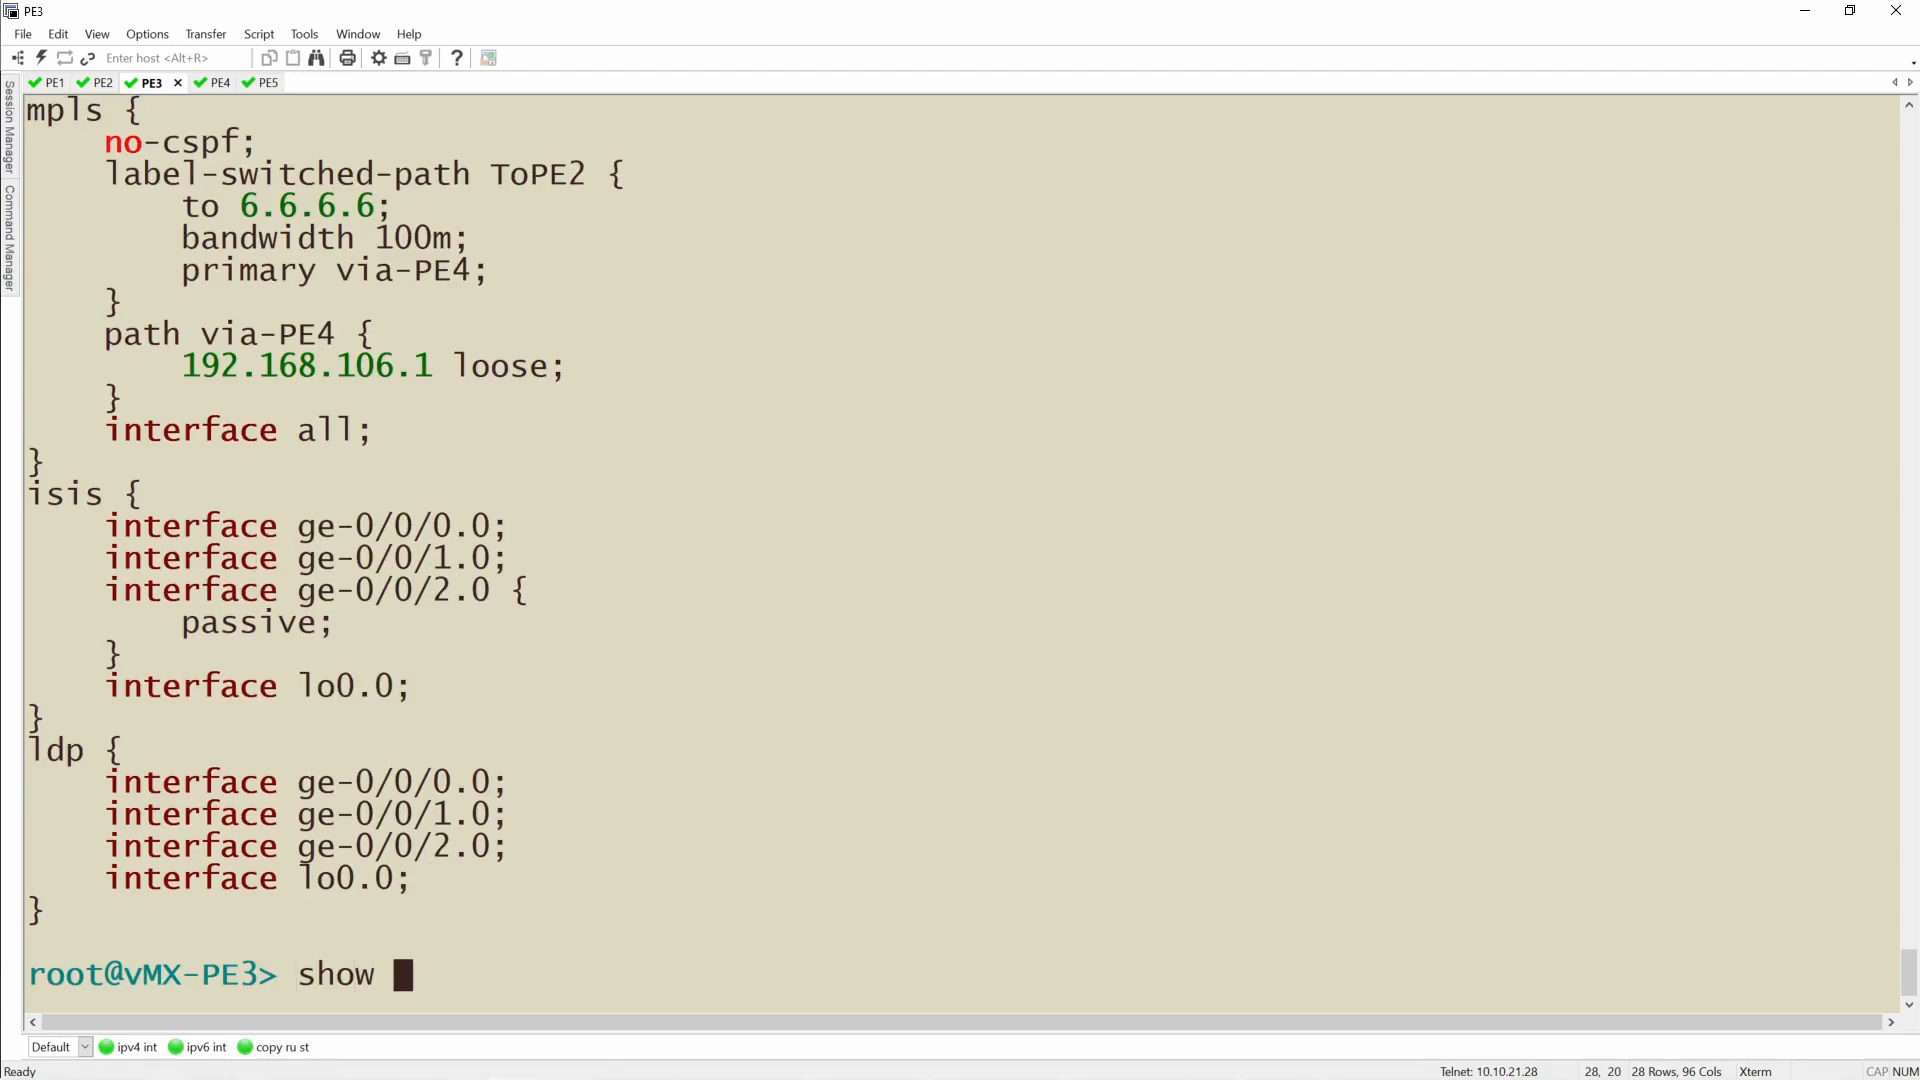 PE3
File Edit View Options Transfer Script Tools Window Help
Enter host <Alt+R>
PE1 PE2 PE3 PE4 PE5
Session Manager
Command Manager
mpls {
no-cspf;
label-switched-path ToPE2 {
to 6.6.6.6;
bandwidth 100m;
primary via-PE4;
}
path via-PE4 {
192.168.106.1 loose;
}
interface all;
}
isis {
interface ge-0/0/0.0;
interface ge-0/0/1.0;
interface ge-0/0/2.0 {
passive;
}
interface lo0.0;
}
ldp {
interface ge-0/0/0.0;
interface ge-0/0/1.0;
interface ge-0/0/2.0;
interface lo0.0;
}
root@vMX-PE3> show
Default ipv4 int ipv6 int copy ru st
Ready Telnet: 10.10.21.28 28, 20 28 Rows, 96 Cols Xterm CAP NUM